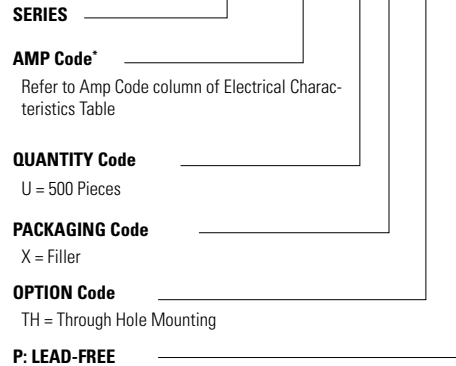 SERIES
AMP Code*
Refer to Amp Code column of Electrical Charac-
teristics Table
QUANTITY Code
U = 500 Pieces
PACKAGING Code
X = Filler
OPTION Code
TH = Through Hole Mounting
P: LEAD-FREE